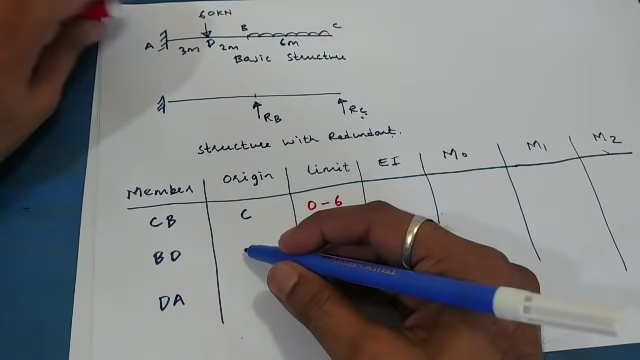 60KN
A 3m D 2m B 6m C
Basic Structure
RB RC
Structure with Redundant.
Member Origin Limit EI M0 M1 M2
CB C 0-6
BD
DA